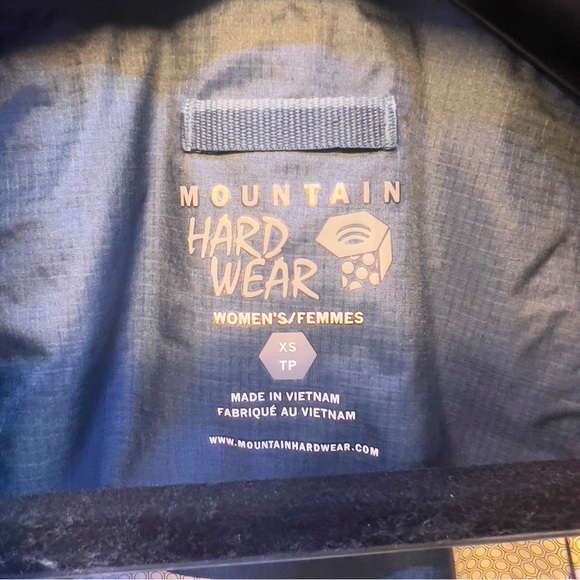 MOUNTAIN
HARD
WEAR
WOMEN'S/FEMMES
XS
TP
MADE IN VIETNAM
FABRIQUÉ AU VIETNAM
WWW.MOUNTAINHARDWEAR.COM